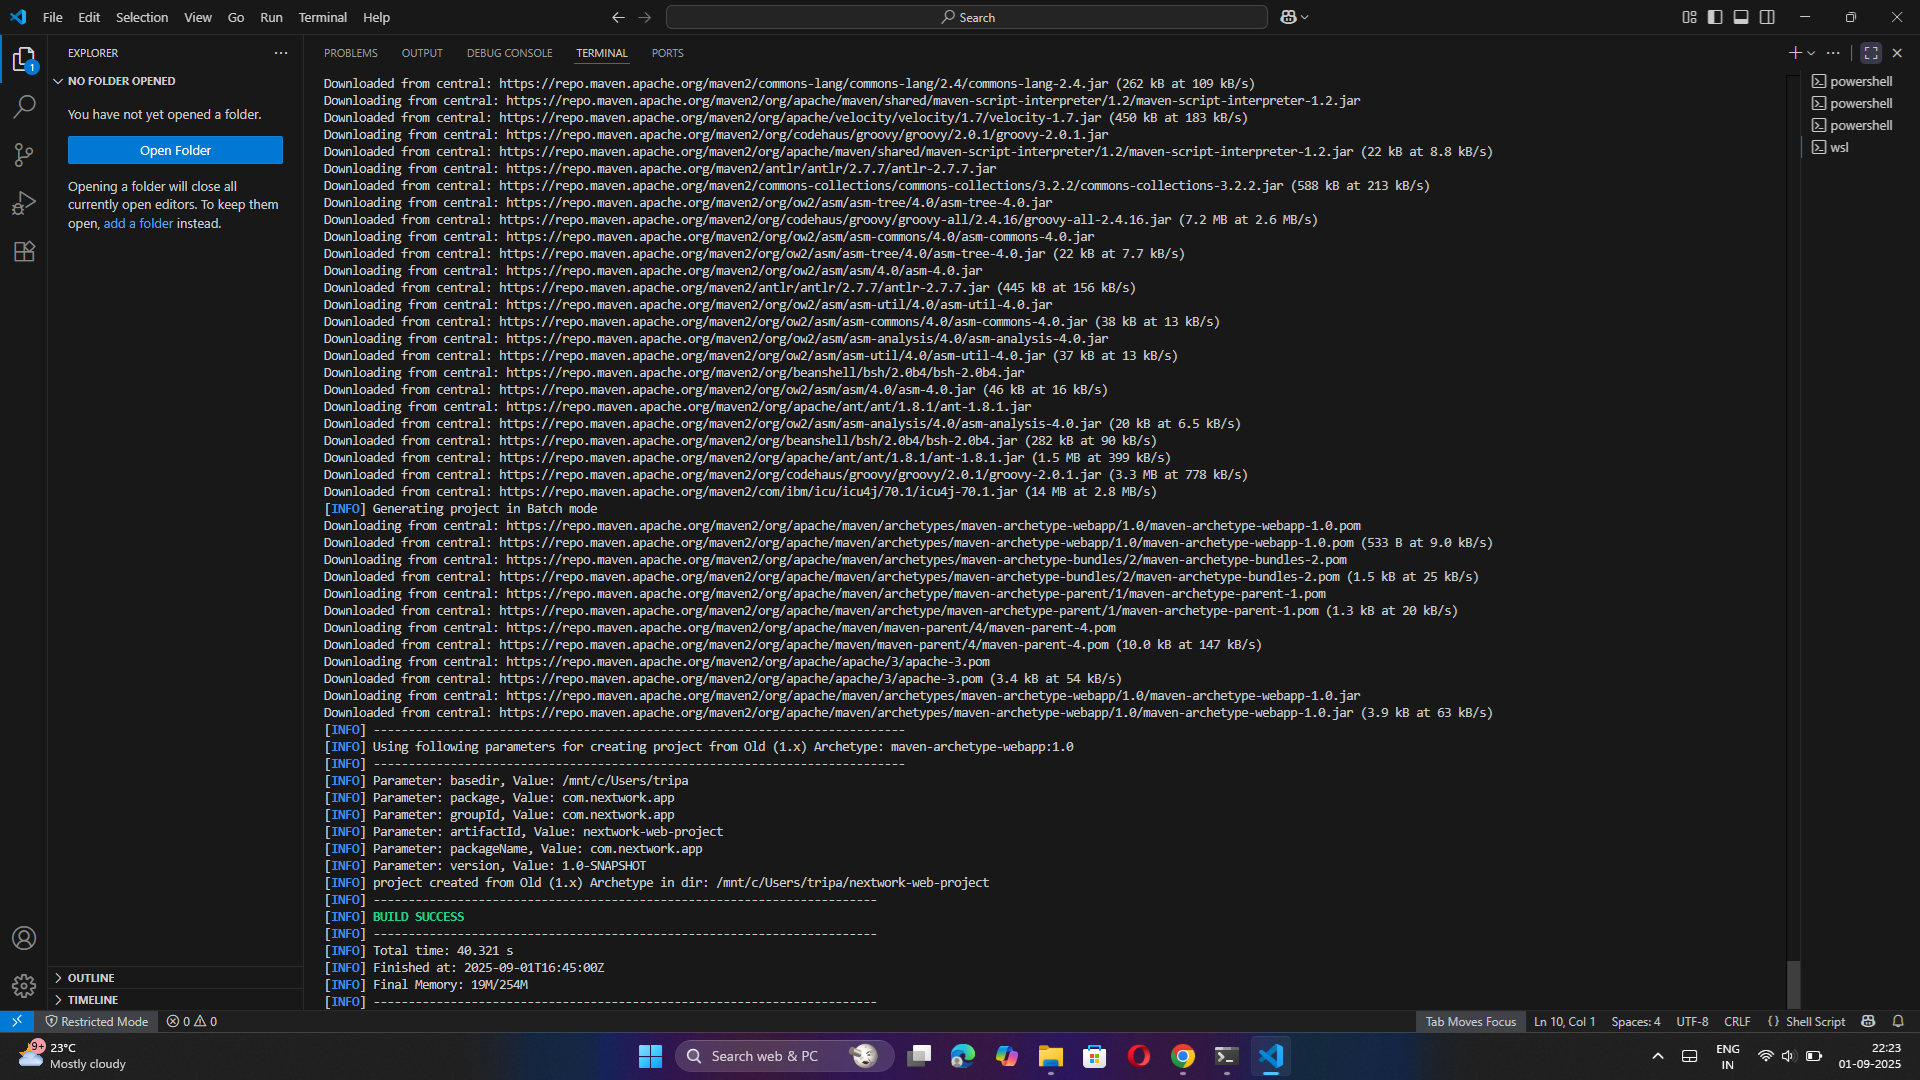 File Edit Selection View Go Run Terminal Help
Search
EXPLORER
1
NO FOLDER OPENED
You have not yet opened a folder.
Open Folder
Opening a folder will close all
currently open editors. To keep them
open, add a folder instead.
OUTLINE
TIMELINE
PROBLEMS OUTPUT DEBUG CONSOLE TERMINAL PORTS
Downloaded from central: https://repo.maven.apache.org/maven2/commons-lang/commons-lang/2.4/commons-lang-2.4.jar (262 kB at 109 kB/s)
Downloading from central: https://repo.maven.apache.org/maven2/org/apache/maven/shared/maven-script-interpreter/1.2/maven-script-interpreter-1.2.jar
Downloaded from central: https://repo.maven.apache.org/maven2/org/apache/velocity/velocity/1.7/velocity-1.7.jar (450 kB at 183 kB/s)
Downloading from central: https://repo.maven.apache.org/maven2/org/codehaus/groovy/groovy/2.0.1/groovy-2.0.1.jar
Downloaded from central: https://repo.maven.apache.org/maven2/org/apache/maven/shared/maven-script-interpreter/1.2/maven-script-interpreter-1.2.jar (22 kB at 8.8 kB/s)
Downloading from central: https://repo.maven.apache.org/maven2/antlr/antlr/2.7.7/antlr-2.7.7.jar
Downloaded from central: https://repo.maven.apache.org/maven2/commons-collections/commons-collections/3.2.2/commons-collections-3.2.2.jar (588 kB at 213 kB/s)
Downloading from central: https://repo.maven.apache.org/maven2/org/ow2/asm/asm-tree/4.0/asm-tree-4.0.jar
Downloaded from central: https://repo.maven.apache.org/maven2/org/codehaus/groovy/groovy-all/2.4.16/groovy-all-2.4.16.jar (7.2 MB at 2.6 MB/s)
Downloading from central: https://repo.maven.apache.org/maven2/org/ow2/asm/asm-commons/4.0/asm-commons-4.0.jar
Downloaded from central: https://repo.maven.apache.org/maven2/org/ow2/asm/asm-tree/4.0/asm-tree-4.0.jar (22 kB at 7.7 kB/s)
Downloading from central: https://repo.maven.apache.org/maven2/org/ow2/asm/asm/4.0/asm-4.0.jar
Downloaded from central: https://repo.maven.apache.org/maven2/antlr/antlr/2.7.7/antlr-2.7.7.jar (445 kB at 156 kB/s)
Downloading from central: https://repo.maven.apache.org/maven2/org/ow2/asm/asm-util/4.0/asm-util-4.0.jar
Downloaded from central: https://repo.maven.apache.org/maven2/org/ow2/asm/asm-commons/4.0/asm-commons-4.0.jar (38 kB at 13 kB/s)
Downloading from central: https://repo.maven.apache.org/maven2/org/ow2/asm/asm-analysis/4.0/asm-analysis-4.0.jar
Downloaded from central: https://repo.maven.apache.org/maven2/org/ow2/asm/asm-util/4.0/asm-util-4.0.jar (37 kB at 13 kB/s)
Downloading from central: https://repo.maven.apache.org/maven2/org/beanshell/bsh/2.0b4/bsh-2.0b4.jar
Downloaded from central: https://repo.maven.apache.org/maven2/org/ow2/asm/asm/4.0/asm-4.0.jar (46 kB at 16 kB/s)
Downloading from central: https://repo.maven.apache.org/maven2/org/apache/ant/ant/1.8.1/ant-1.8.1.jar
Downloaded from central: https://repo.maven.apache.org/maven2/org/ow2/asm/asm-analysis/4.0/asm-analysis-4.0.jar (20 kB at 6.5 kB/s)
Downloaded from central: https://repo.maven.apache.org/maven2/org/beanshell/bsh/2.0b4/bsh-2.0b4.jar (282 kB at 90 kB/s)
Downloaded from central: https://repo.maven.apache.org/maven2/org/apache/ant/ant/1.8.1/ant-1.8.1.jar (1.5 MB at 399 kB/s)
Downloaded from central: https://repo.maven.apache.org/maven2/org/codehaus/groovy/groovy/2.0.1/groovy-2.0.1.jar (3.3 MB at 778 kB/s)
Downloaded from central: https://repo.maven.apache.org/maven2/com/ibm/icu/icu4j/70.1/icu4j-70.1.jar (14 MB at 2.8 MB/s)
[INFO] Generating project in Batch mode
Downloading from central: https://repo.maven.apache.org/maven2/org/apache/maven/archetypes/maven-archetype-webapp/1.0/maven-archetype-webapp-1.0.pom
Downloaded from central: https://repo.maven.apache.org/maven2/org/apache/maven/archetypes/maven-archetype-webapp/1.0/maven-archetype-webapp-1.0.pom (533 B at 9.0 kB/s)
Downloading from central: https://repo.maven.apache.org/maven2/org/apache/maven/archetypes/maven-archetype-bundles/2/maven-archetype-bundles-2.pom
Downloaded from central: https://repo.maven.apache.org/maven2/org/apache/maven/archetypes/maven-archetype-bundles/2/maven-archetype-bundles-2.pom (1.5 kB at 25 kB/s)
Downloading from central: https://repo.maven.apache.org/maven2/org/apache/maven/archetype/maven-archetype-parent/1/maven-archetype-parent-1.pom
Downloaded from central: https://repo.maven.apache.org/maven2/org/apache/maven/archetype/maven-archetype-parent/1/maven-archetype-parent-1.pom (1.3 kB at 20 kB/s)
Downloading from central: https://repo.maven.apache.org/maven2/org/apache/maven/maven-parent/4/maven-parent-4.pom
Downloaded from central: https://repo.maven.apache.org/maven2/org/apache/maven/maven-parent/4/maven-parent-4.pom (10.0 kB at 147 kB/s)
Downloading from central: https://repo.maven.apache.org/maven2/org/apache/apache/3/apache-3.pom
Downloaded from central: https://repo.maven.apache.org/maven2/org/apache/apache/3/apache-3.pom (3.4 kB at 54 kB/s)
Downloading from central: https://repo.maven.apache.org/maven2/org/apache/maven/archetypes/maven-archetype-webapp/1.0/maven-archetype-webapp-1.0.jar
Downloaded from central: https://repo.maven.apache.org/maven2/org/apache/maven/archetypes/maven-archetype-webapp/1.0/maven-archetype-webapp-1.0.jar (3.9 kB at 63 kB/s)
[INFO] ----------------------------------------------------------------------------
[INFO] Using following parameters for creating project from Old (1.x) Archetype: maven-archetype-webapp:1.0
[INFO] ----------------------------------------------------------------------------
[INFO] Parameter: basedir, Value: /mnt/c/Users/tripa
[INFO] Parameter: package, Value: com.nextwork.app
[INFO] Parameter: groupId, Value: com.nextwork.app
[INFO] Parameter: artifactId, Value: nextwork-web-project
[INFO] Parameter: packageName, Value: com.nextwork.app
[INFO] Parameter: version, Value: 1.0-SNAPSHOT
[INFO] project created from Old (1.x) Archetype in dir: /mnt/c/Users/tripa/nextwork-web-project
[INFO] ------------------------------------------------------------------------
[INFO] BUILD SUCCESS
[INFO] ------------------------------------------------------------------------
[INFO] Total time: 40.321 s
[INFO] Finished at: 2025-09-01T16:45:00Z
[INFO] Final Memory: 19M/254M
[INFO] ------------------------------------------------------------------------
powershell
powershell
powershell
wsl
Restricted Mode 0 0 Tab Moves Focus Ln 10, Col 1 Spaces: 4 UTF-8 CRLF {} Shell Script
9+
23°C
Mostly cloudy
Search web & PC
ENG
IN
22:23
01-09-2025